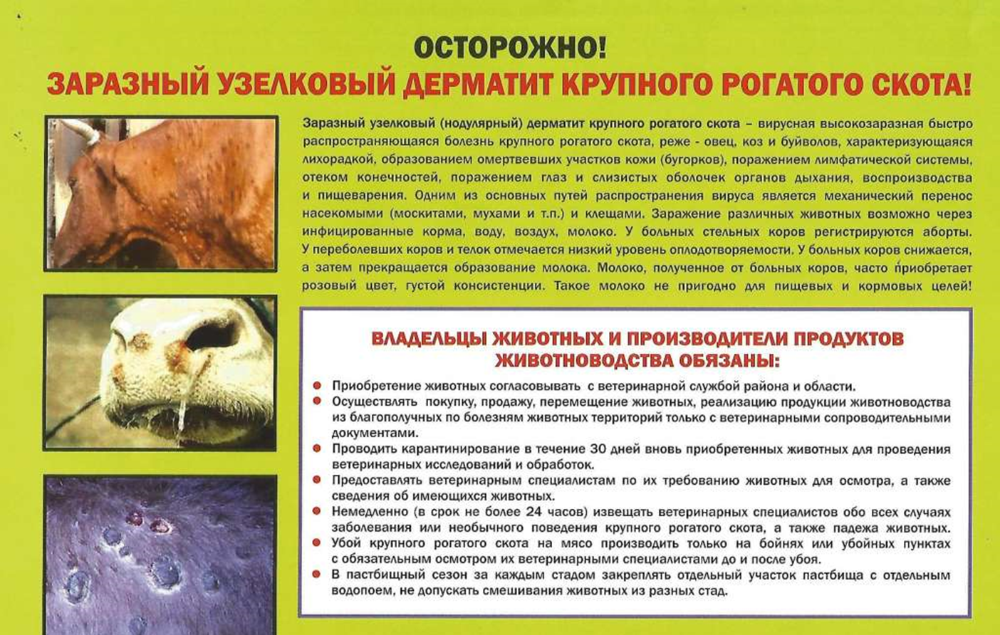 ОСТОРОЖНО!
ЗАРАЗНЫЙ УЗЕЛКОВЫЙ ДЕРМАТИТ КРУПНОГО РОГАТОГО СКОТА!
Заразный узелковый (нодулярный) дерматит крупного рогатого скота – вирусная высокозаразная быстро
распространяющаяся болезнь крупного рогатого скота, реже - овец, коз и буйволов, характеризующаяся
лихорадкой, образованием омертвевших участков кожи (бугорков), поражением лимфатической системы,
отеком конечностей, поражением глаз и слизистых оболочек органов дыхания, воспроизводства
и пищеварения. Одним из основных путей распространения вируса является механический перенос
насекомыми (москитами, мухами и т.п.) и клещами. Заражение различных животных возможно через
инфицированные корма, воду, воздух, молоко. У больных стельных коров регистрируются аборты.
У переболевших коров и телок отмечается низкий уровень оплодотворяемости. У больных коров снижается,
а затем прекращается образование молока. Молоко, полученное от больных коров, часто приобретает
розовый цвет, густой консистенции. Такое молоко не пригодно для пищевых и кормовых целей!
ВЛАДЕЛЬЦЫ ЖИВОТНЫХ И ПРОИЗВОДИТЕЛИ ПРОДУКТОВ
ЖИВОТНОВОДСТВА ОБЯЗАНЫ:
● Приобретение животных согласовывать с ветеринарной службой района и области.
● Осуществлять покупку, продажу, перемещение животных, реализацию продукции животноводства
из благополучных по болезням животных территорий только с ветеринарными сопроводительными
документами.
● Проводить карантинирование в течение 30 дней вновь приобретенных животных для проведения
ветеринарных исследований и обработок.
● Предоставлять ветеринарным специалистам по их требованию животных для осмотра, а также
сведения об имеющихся животных.
● Немедленно (в срок не более 24 часов) извещать ветеринарных специалистов обо всех случаях
заболевания или необычного поведения крупного рогатого скота, а также падежа животных.
● Убой крупного рогатого скота на мясо производить только на бойнях или убойных пунктах
с обязательным осмотром их ветеринарными специалистами до и после убоя.
● В пастбищный сезон за каждым стадом закреплять отдельный участок пастбища с отдельным
водопоем, не допускать смешивания животных из разных стад.